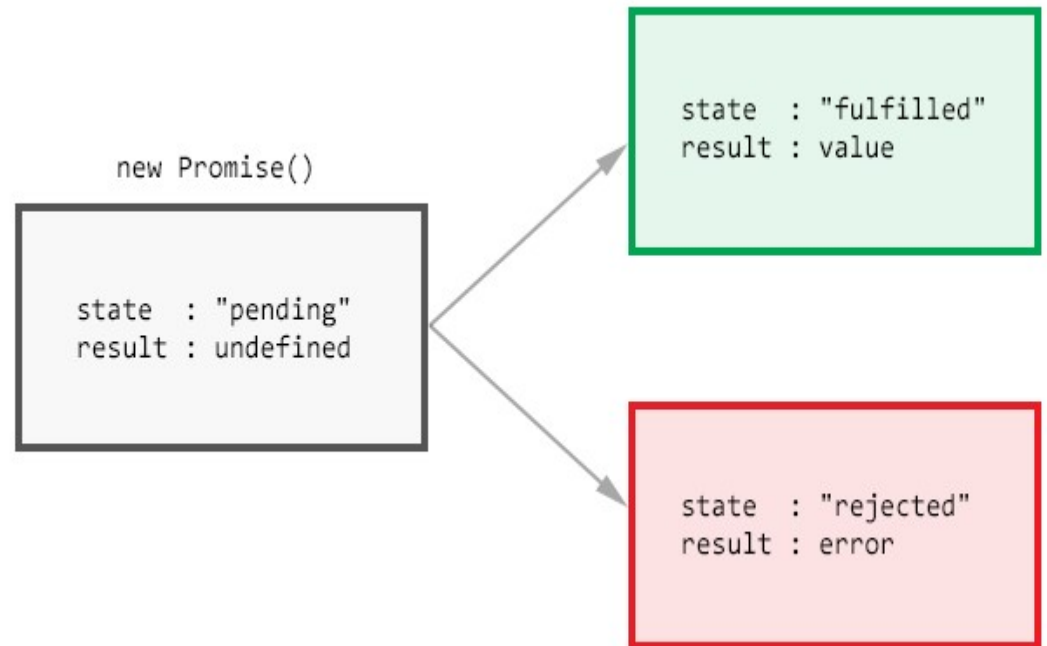 new Promise()
state  : "pending"
result : undefined
state  : "fulfilled"
result : value
state  : "rejected"
result : error